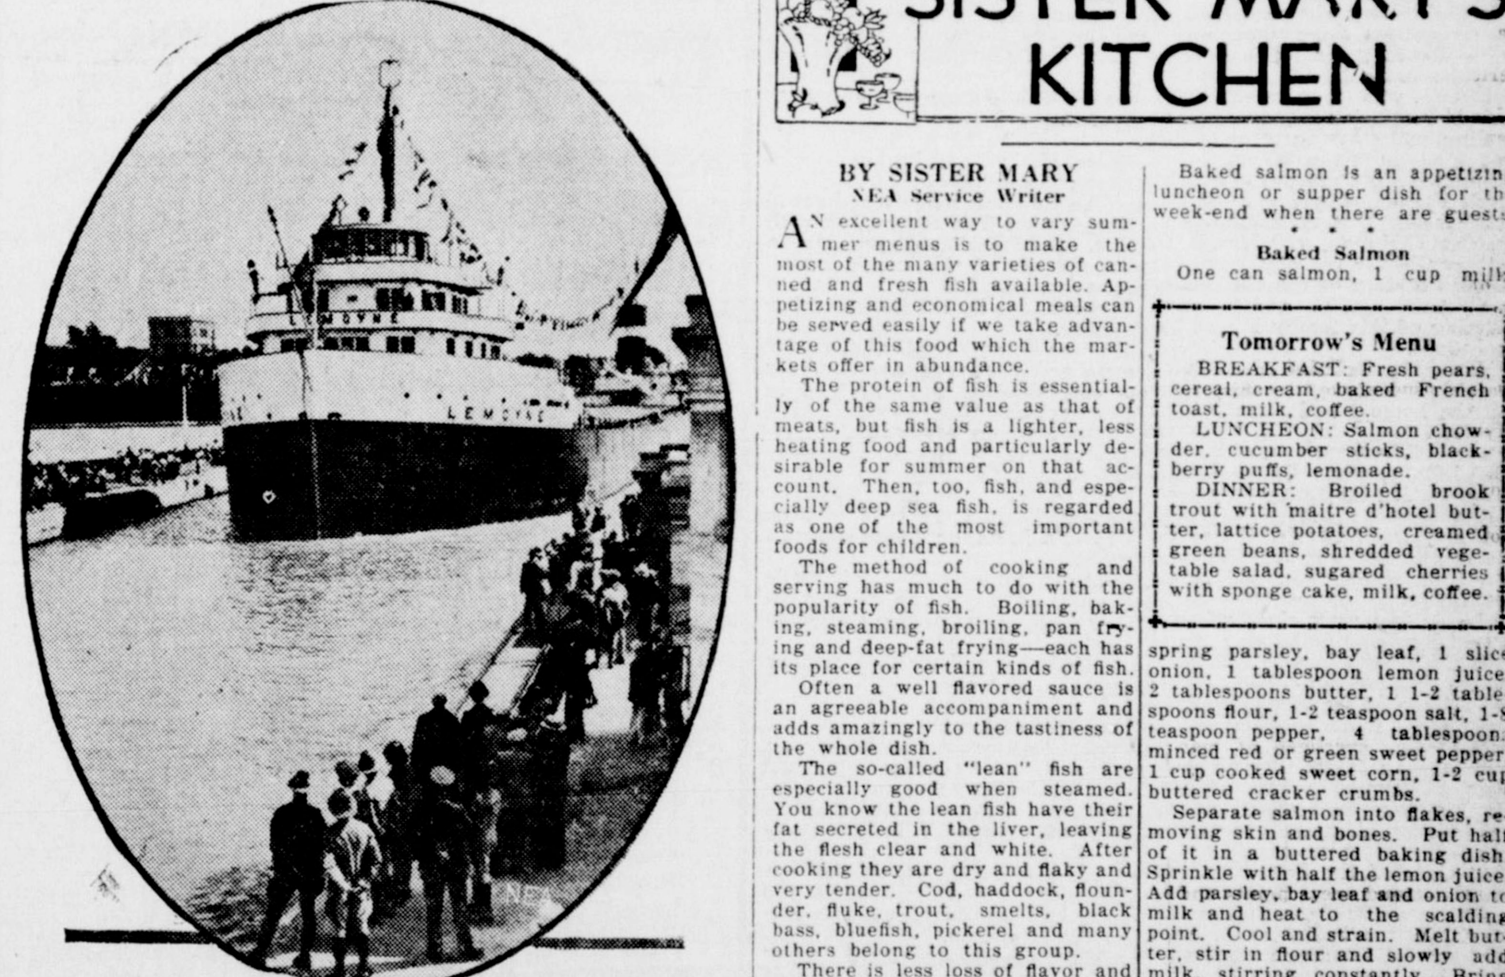 LEMOYNE
LEMOYNE
NEA
SISTER MARY'S
KITCHEN
BY SISTER MARY
NEA Service Writer
AN excellent way to vary sum-
mer menus is to make the
most of the many varieties of can-
ned and fresh fish available. Ap-
petizing and economical meals can
be served easily if we take advan-
tage of this food which the mar-
kets offer in abundance.
The protein of fish is essential-
ly of the same value as that of
meats, but fish is a lighter, less
heating food and particularly de-
sirable for summer on that ac-
count. Then, too, fish, and espe-
cially deep sea fish, is regarded
as one of the most important
foods for children.
The method of cooking and
serving has much to do with the
popularity of fish. Boiling, bak-
ing, steaming, broiling, pan fry-
ing and deep-fat frying—each has
its place for certain kinds of fish.
Often a well flavored sauce is
an agreeable accompaniment and
adds amazingly to the tastiness of
the whole dish.
The so-called "lean" fish are
especially good when steamed.
You know the lean fish have their
fat secreted in the liver, leaving
the flesh clear and white. After
cooking they are dry and flaky and
very tender. Cod, haddock, floun-
der, fluke, trout, smelts, black
bass, bluefish, pickerel and many
others belong to this group.
There is less loss of flavor and
Baked salmon is an appetizin
luncheon or supper dish for th
week-end when there are guests
* * *
Baked Salmon
One can salmon, 1 cup milk
Tomorrow's Menu
BREAKFAST: Fresh pears,
cereal, cream, baked French
toast, milk, coffee.
LUNCHEON: Salmon chow-
der, cucumber sticks, black-
berry puffs, lemonade.
DINNER: Broiled brook
trout with maitre d'hotel but-
ter, lattice potatoes, creamed
green beans, shredded vege-
table salad, sugared cherries
with sponge cake, milk, coffee.
spring parsley, bay leaf, 1 slice
onion, 1 tablespoon lemon juice
2 tablespoons butter, 1 1-2 table
spoons flour, 1-2 teaspoon salt, 1-8
teaspoon pepper, 4 tablespoon
minced red or green sweet pepper
1 cup cooked sweet corn, 1-2 cup
buttered cracker crumbs.
Separate salmon into flakes, re-
moving skin and bones. Put half
of it in a buttered baking dish
Sprinkle with half the lemon juice
Add parsley, bay leaf and onion to
milk and heat to the scalding
point. Cool and strain. Melt but-
ter, stir in flour and slowly add
milk, stirring constantly.